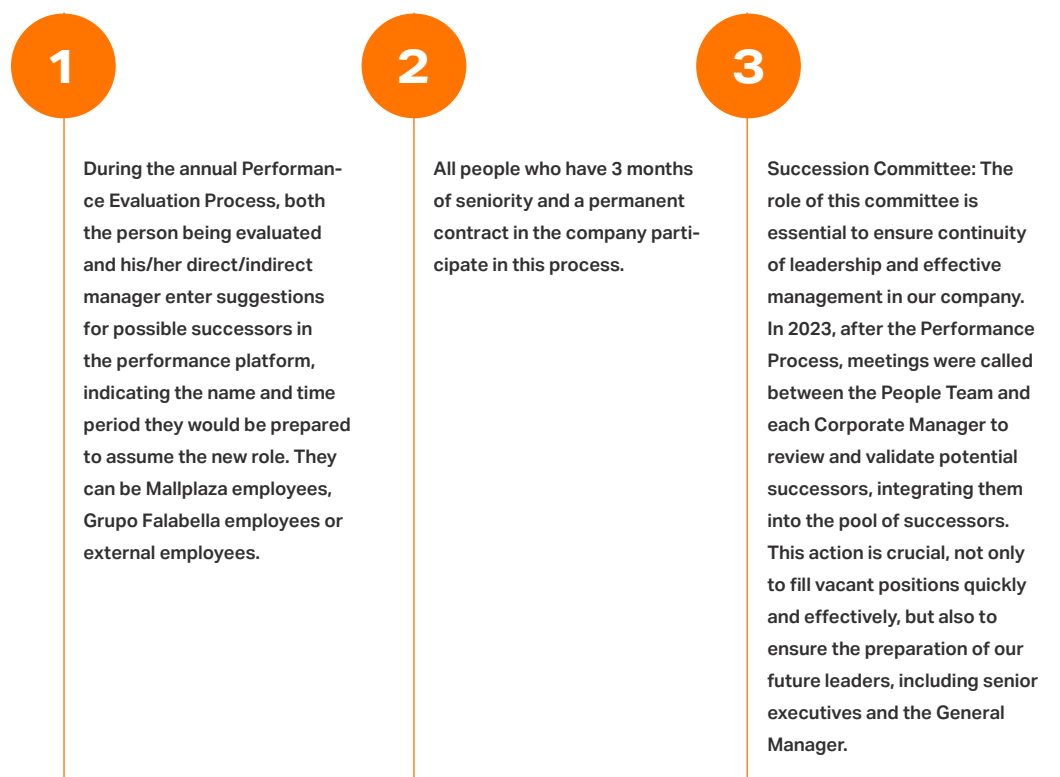 1
During the annual Performan-
ce Evaluation Process, both
the person being evaluated
and his/her direct/indirect
manager enter suggestions
for possible successors in
the performance platform,
indicating the name and time
period they would be prepared
to assume the new role. They
can be Mallplaza employees,
Grupo Falabella employees or
external employees.
2
All people who have 3 months
of seniority and a permanent
contract in the company parti-
cipate in this process.
3
Succession Committee: The
role of this committee is
essential to ensure continuity
of leadership and effective
management in our company.
In 2023, after the Performance
Process, meetings were called
between the People Team and
each Corporate Manager to
review and validate potential
successors, integrating them
into the pool of successors.
This action is crucial, not only
to fill vacant positions quickly
and effectively, but also to
ensure the preparation of our
future leaders, including senior
executives and the General
Manager.